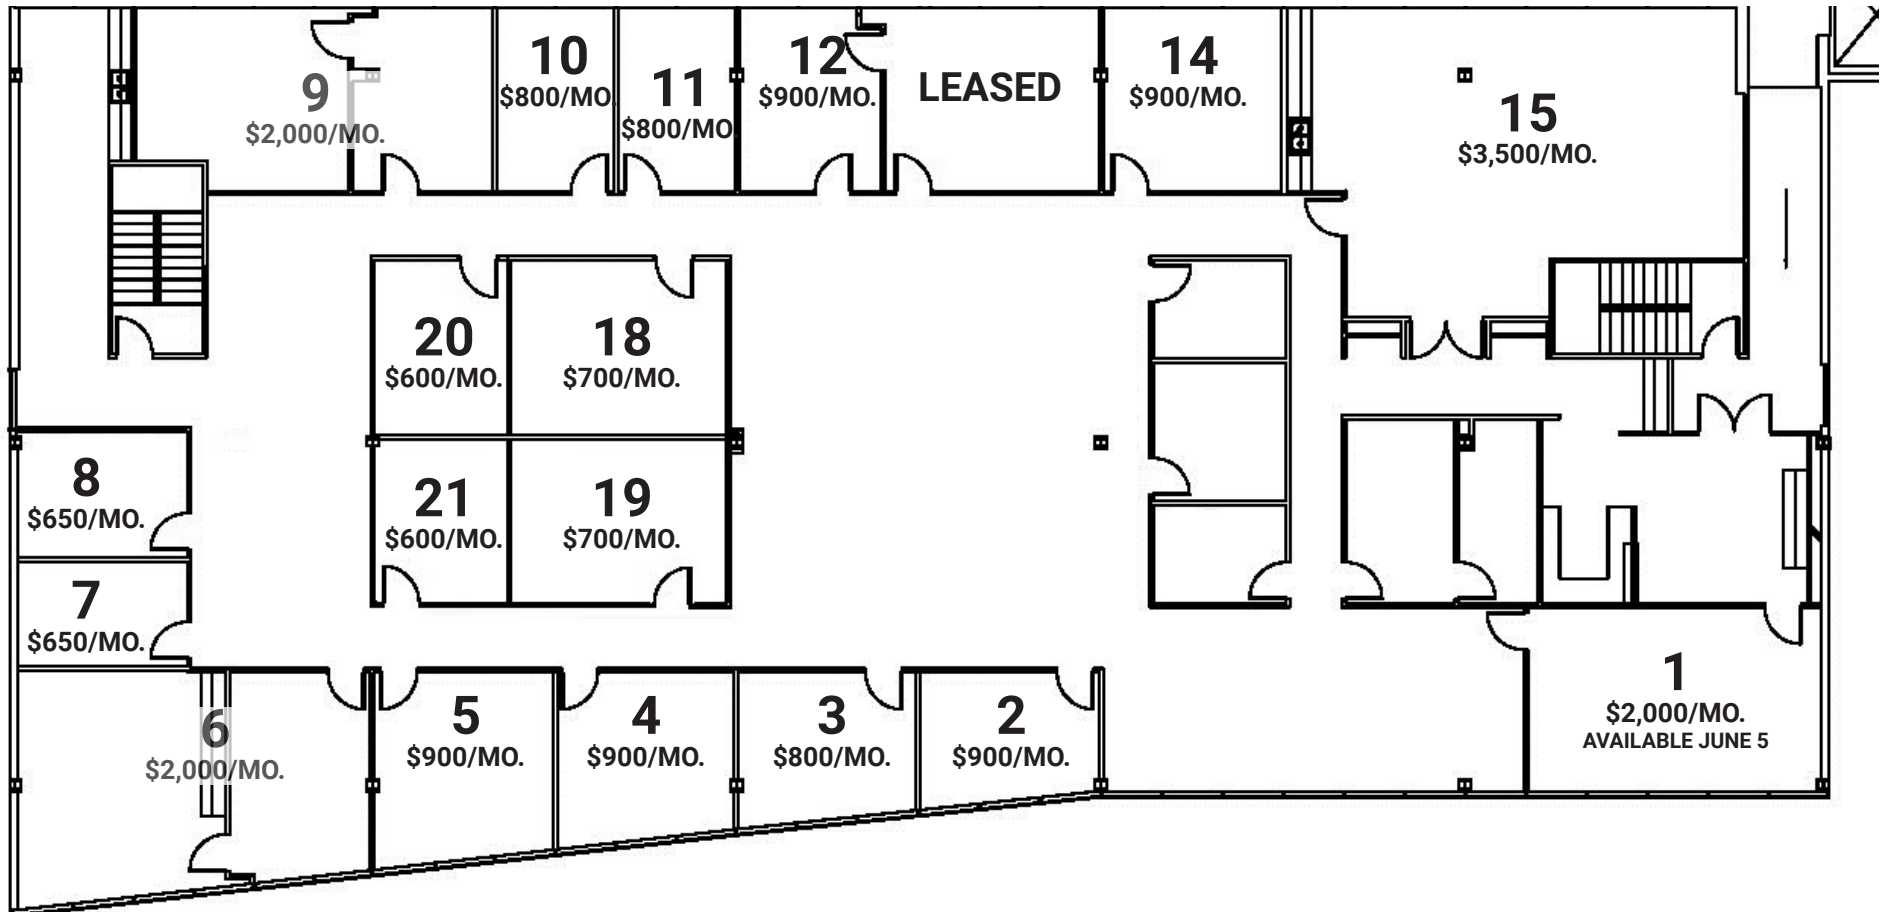 9
$2,000/MO.
10
$800/MO.
11
$800/MO.
12
$900/MO.
LEASED
14
$900/MO.
15
$3,500/MO.
20
$600/MO.
18
$700/MO.
21
$600/MO.
19
$700/MO.
8
$650/MO.
7
$650/MO.
6
$2,000/MO.
5
$900/MO.
4
$900/MO.
3
$800/MO.
2
$900/MO.
1
$2,000/MO.
AVAILABLE JUNE 5